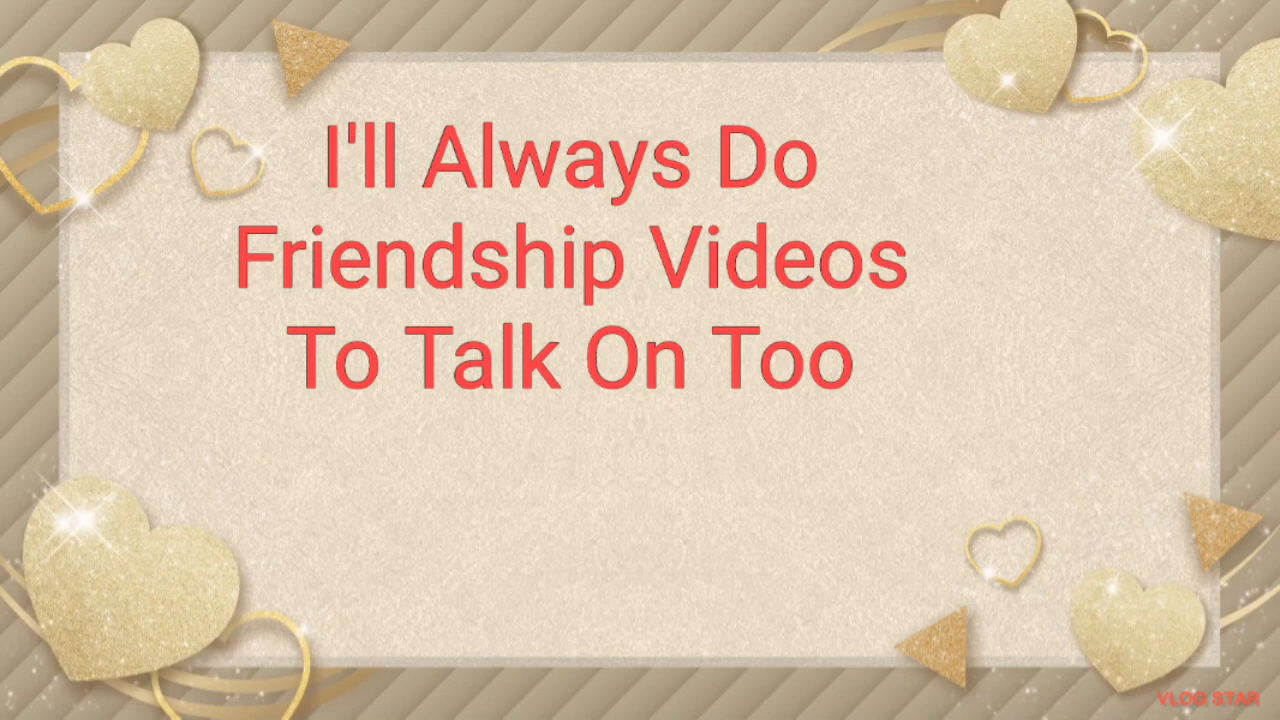 I'll Always Do
Friendship Videos
To Talk On Too
VLOG STAR